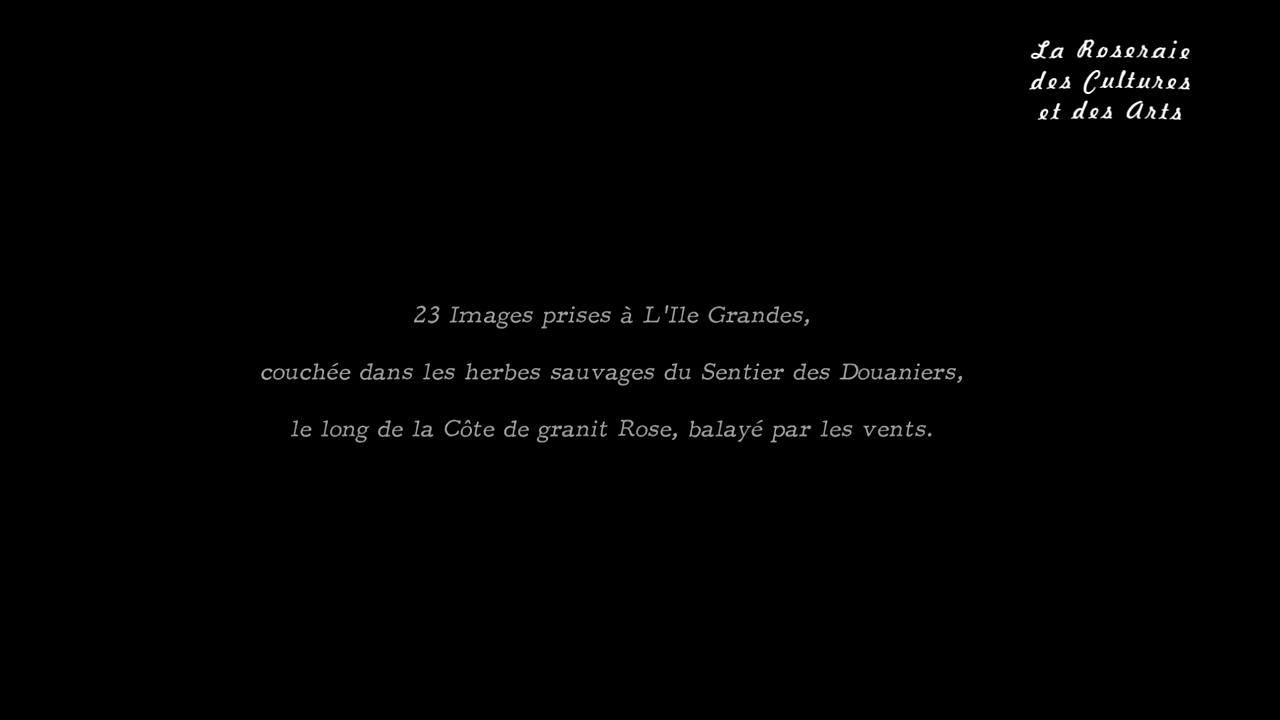 La Roseraie
des Cultures
et des Arts
23 Images prises à L'Ile Grandes,
couchée dans les herbes sauvages du Sentier des Douaniers,
le long de la Côte de granit Rose, balayé par les vents.